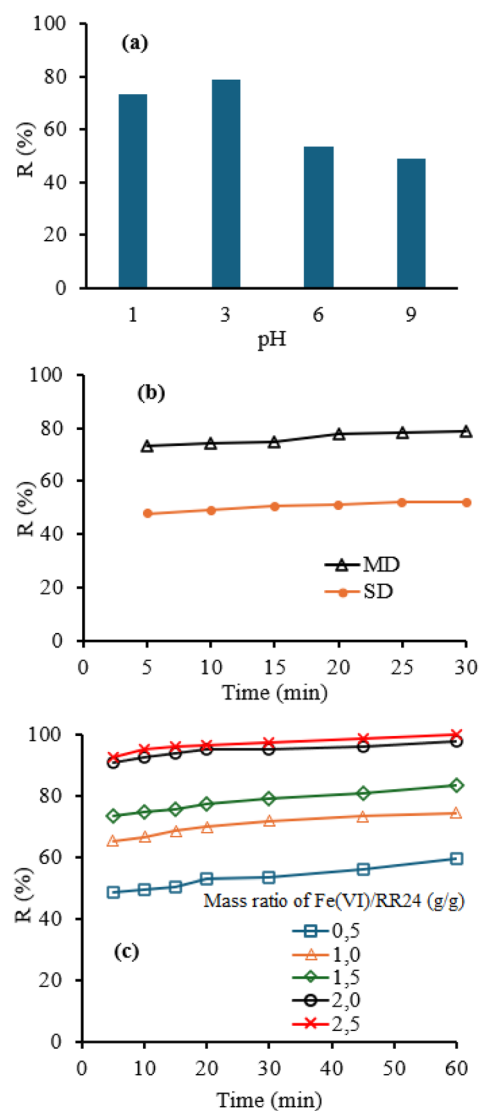 (a)
R (%)
100
80
60
40
20
0
1 3 6 9
pH
(b)
R (%)
100
80
60
40
20
0
MD
SD
0 5 10 15 20 25 30
Time (min)
(c)
R (%)
100
80
60
40
20
0
Mass ratio of Fe(VI)/RR24 (g/g)
0,5
1,0
1,5
2,0
2,5
0 10 20 30 40 50 60
Time (min)